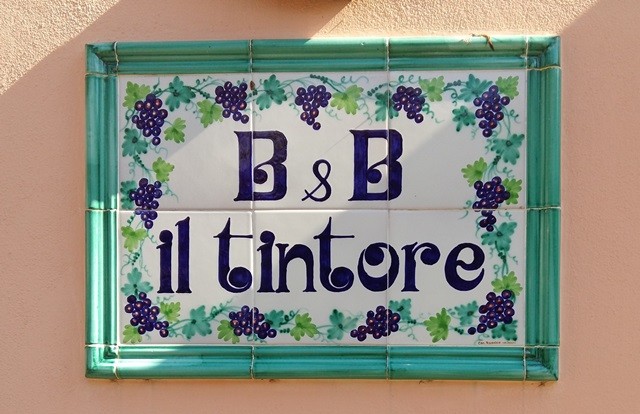 B & B
il tintore